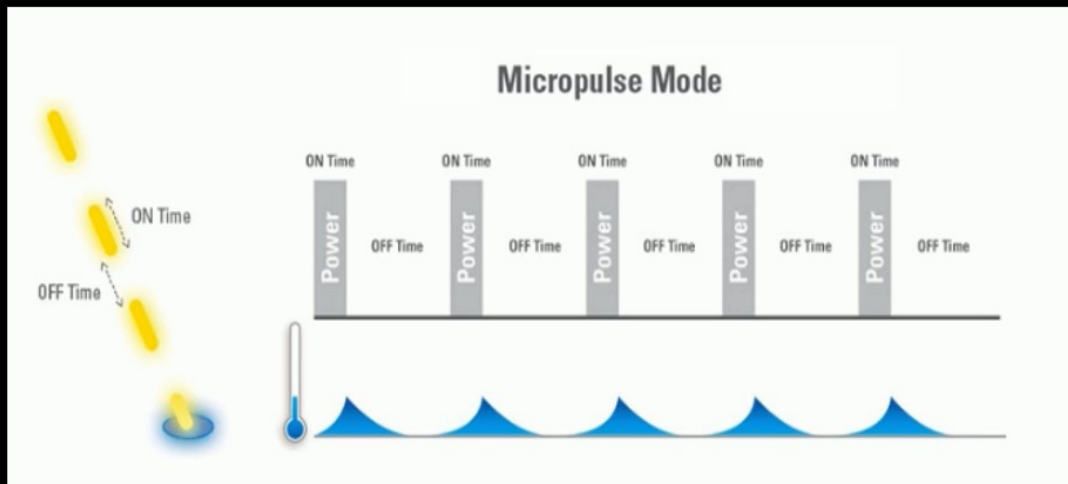 Micropulse Mode
ON Time ON Time ON Time ON Time ON Time
Power Power Power Power Power
OFF Time OFF Time OFF Time OFF Time OFF Time
ON Time
OFF Time